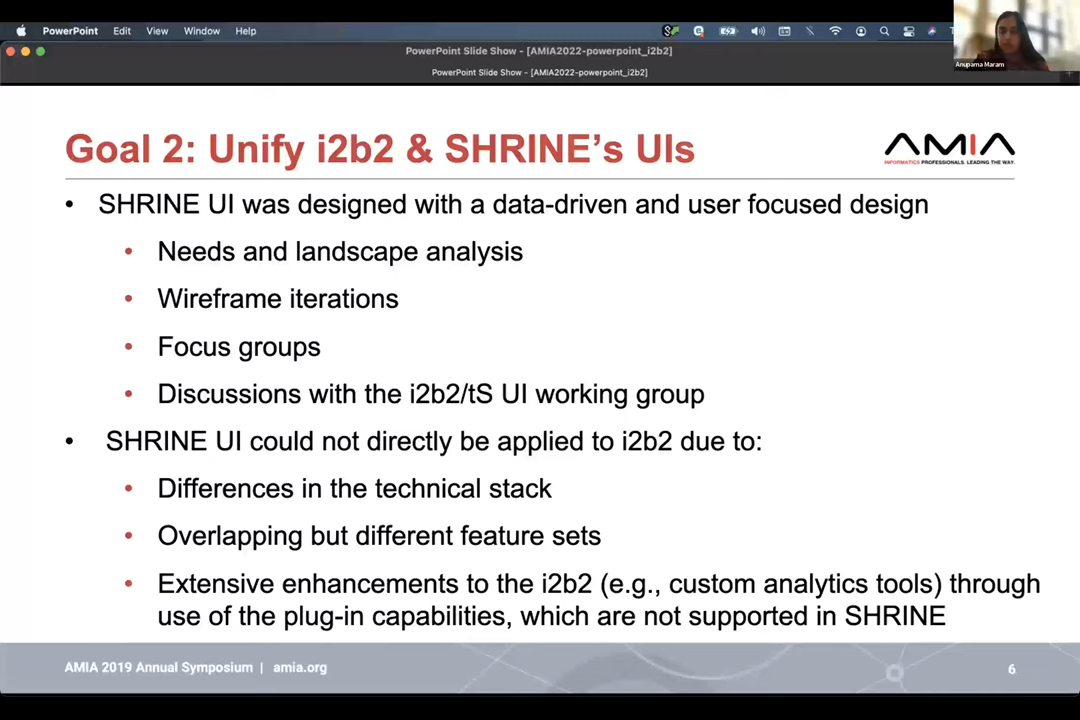 PowerPoint Edit View Window Help
PowerPoint Slide Show - [AMIA2022-powerpoint_i2b2]
PowerPoint Slide Show - [AMIA2022-powerpoint_i2b2]
Anupama Maram
Goal 2: Unify i2b2 & SHRINE's UIs
AMIA
INFORMATICS PROFESSIONALS. LEADING THE WAY.
• SHRINE UI was designed with a data-driven and user focused design
• Needs and landscape analysis
• Wireframe iterations
• Focus groups
• Discussions with the i2b2/tS UI working group
• SHRINE UI could not directly be applied to i2b2 due to:
• Differences in the technical stack
• Overlapping but different feature sets
• Extensive enhancements to the i2b2 (e.g., custom analytics tools) through
use of the plug-in capabilities, which are not supported in SHRINE
AMIA 2019 Annual Symposium | amia.org
6